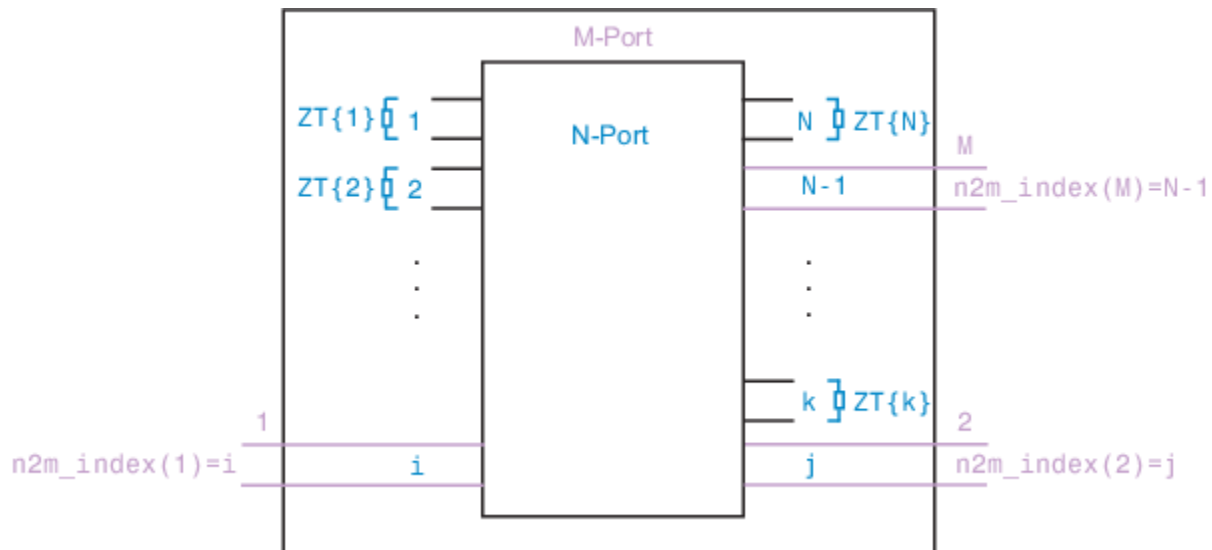 M-Port
ZT{1} 1
N-Port
N ZT{N}
M
ZT{2} 2
N-1
n2m_index(M)=N-1
.
.
.
.
.
.
k ZT{k}
1
2
n2m_index(1)=i
i
j
n2m_index(2)=j